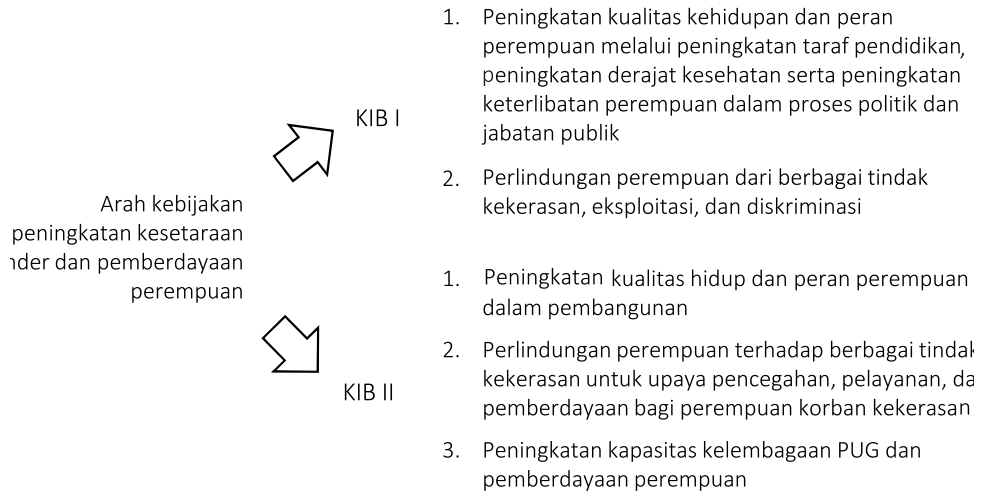 Arah kebijakan
peningkatan kesetaraan
nder dan pemberdayaan
perempuan
KIB I
1. Peningkatan kualitas kehidupan dan peran
perempuan melalui peningkatan taraf pendidikan,
peningkatan derajat kesehatan serta peningkatan
keterlibatan perempuan dalam proses politik dan
jabatan publik
2. Perlindungan perempuan dari berbagai tindak
kekerasan, eksploitasi, dan diskriminasi
KIB II
1. Peningkatan kualitas hidup dan peran perempuan
dalam pembangunan
2. Perlindungan perempuan terhadap berbagai tindak
kekerasan untuk upaya pencegahan, pelayanan, da
pemberdayaan bagi perempuan korban kekerasan
3. Peningkatan kapasitas kelembagaan PUG dan
pemberdayaan perempuan